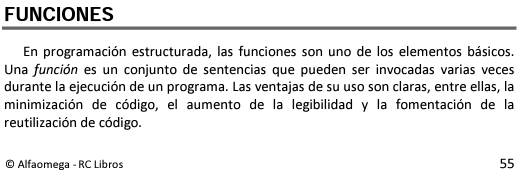 FUNCIONES
En programación estructurada, las funciones son uno de los elementos básicos.
Una función es un conjunto de sentencias que pueden ser invocadas varias veces
durante la ejecución de un programa. Las ventajas de su uso son claras, entre ellas, la
minimización de código, el aumento de la legibilidad y la fomentación de la
reutilización de código.
© Alfaomega - RC Libros 55